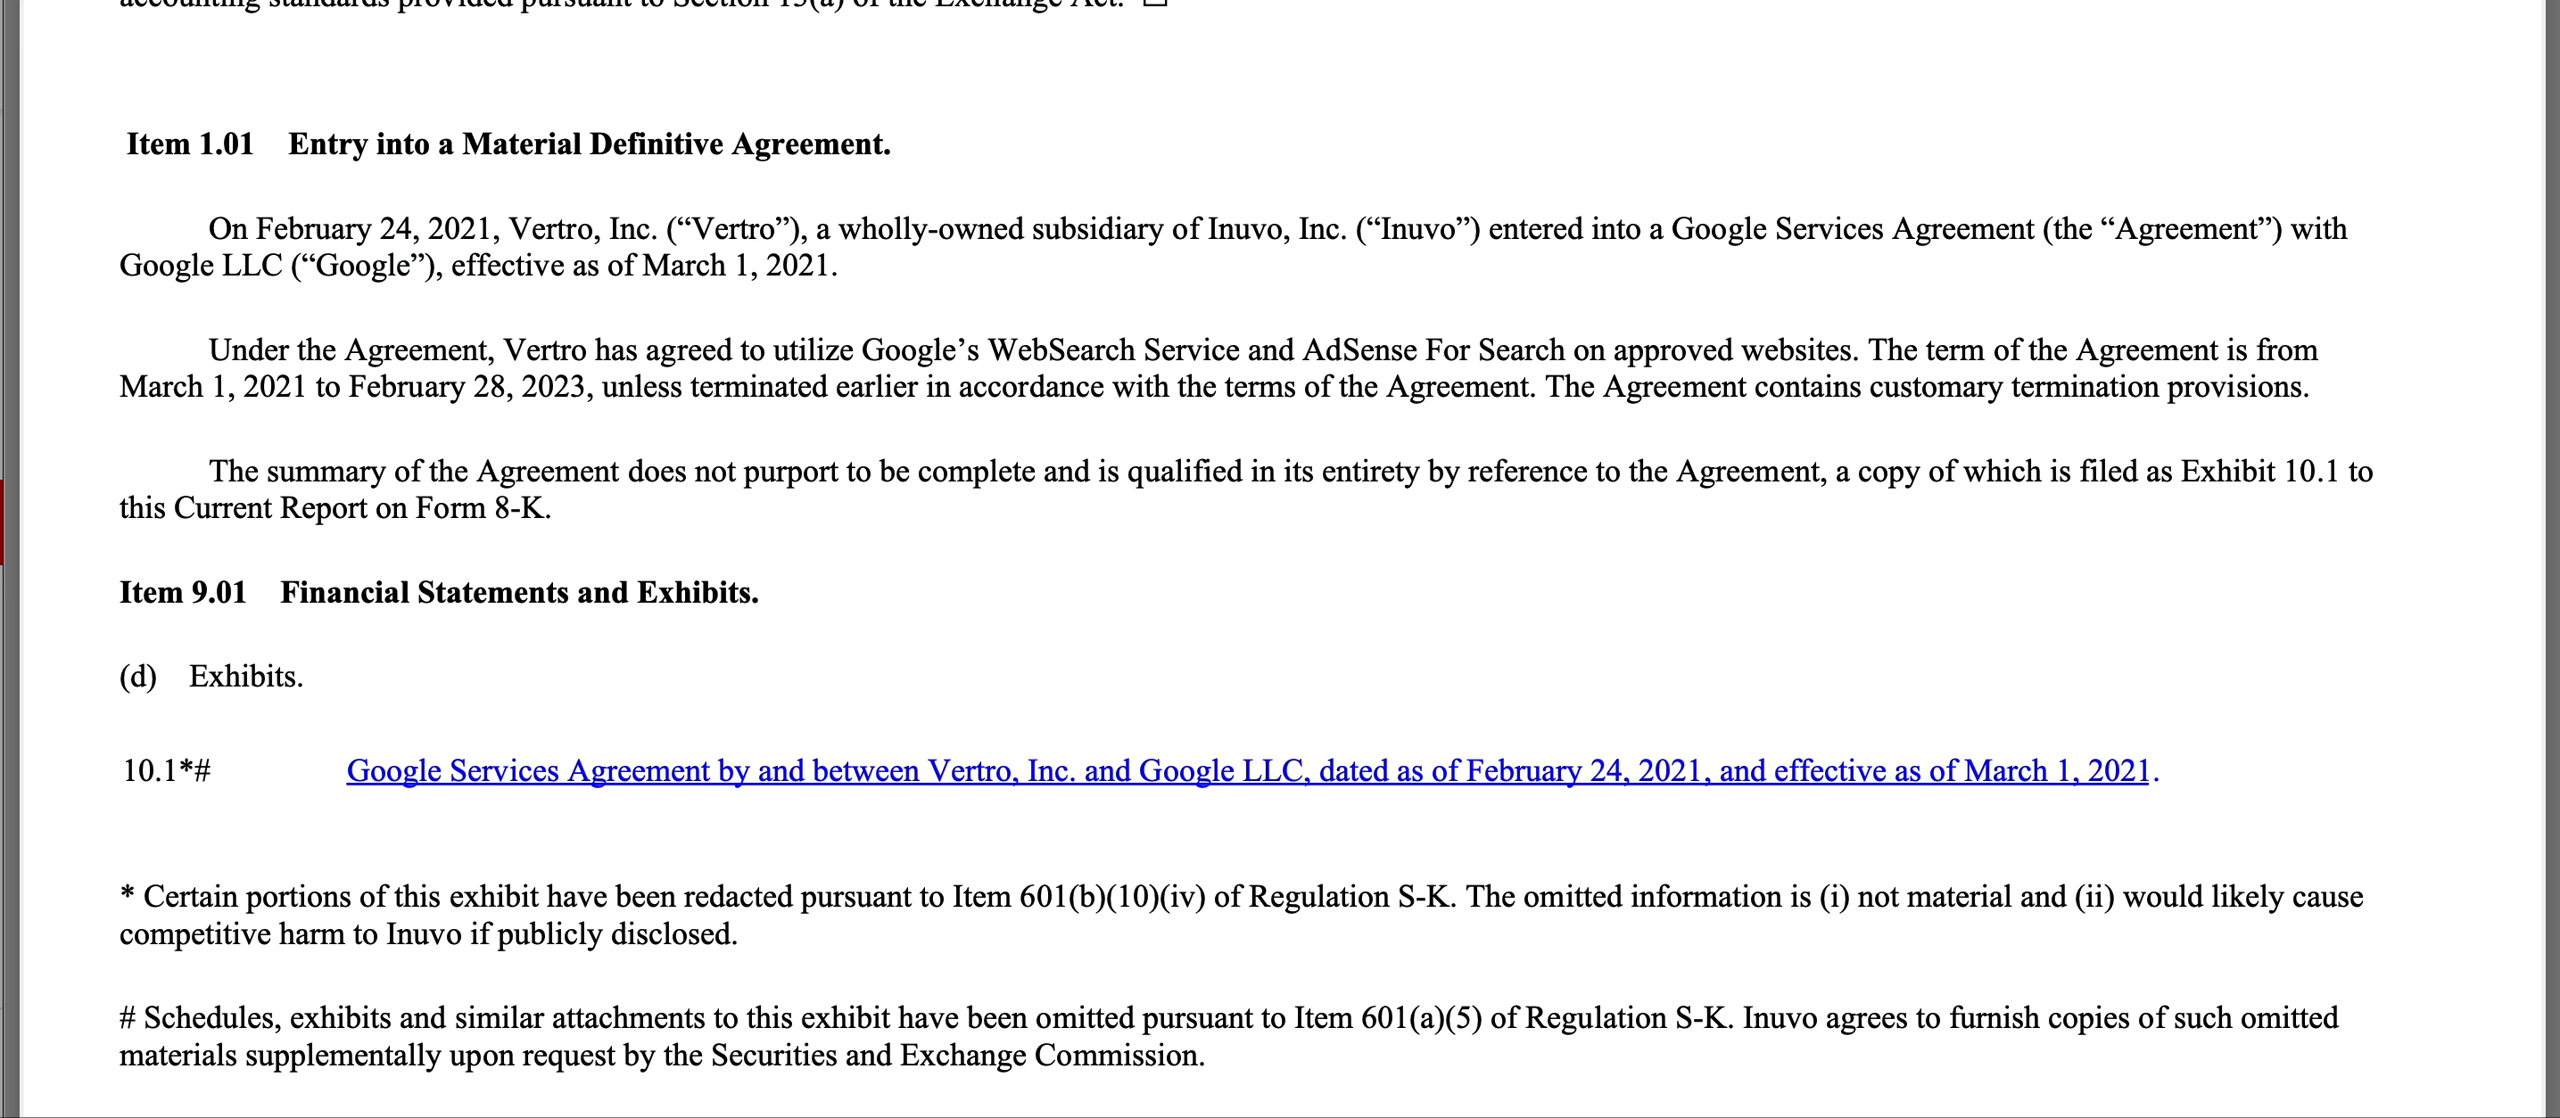 accounting standards provided pursuant to Section 13(a) of the Exchange Act. ☐
Item 1.01 Entry into a Material Definitive Agreement.
On February 24, 2021, Vertro, Inc. (“Vertro”), a wholly-owned subsidiary of Inuvo, Inc. (“Inuvo”) entered into a Google Services Agreement (the “Agreement”) with
Google LLC (“Google”), effective as of March 1, 2021.
Under the Agreement, Vertro has agreed to utilize Google’s WebSearch Service and AdSense For Search on approved websites. The term of the Agreement is from
March 1, 2021 to February 28, 2023, unless terminated earlier in accordance with the terms of the Agreement. The Agreement contains customary termination provisions.
The summary of the Agreement does not purport to be complete and is qualified in its entirety by reference to the Agreement, a copy of which is filed as Exhibit 10.1 to
this Current Report on Form 8-K.
Item 9.01 Financial Statements and Exhibits.
(d) Exhibits.
10.1*# Google Services Agreement by and between Vertro, Inc. and Google LLC, dated as of February 24, 2021, and effective as of March 1, 2021.
* Certain portions of this exhibit have been redacted pursuant to Item 601(b)(10)(iv) of Regulation S-K. The omitted information is (i) not material and (ii) would likely cause
competitive harm to Inuvo if publicly disclosed.
# Schedules, exhibits and similar attachments to this exhibit have been omitted pursuant to Item 601(a)(5) of Regulation S-K. Inuvo agrees to furnish copies of such omitted
materials supplementally upon request by the Securities and Exchange Commission.